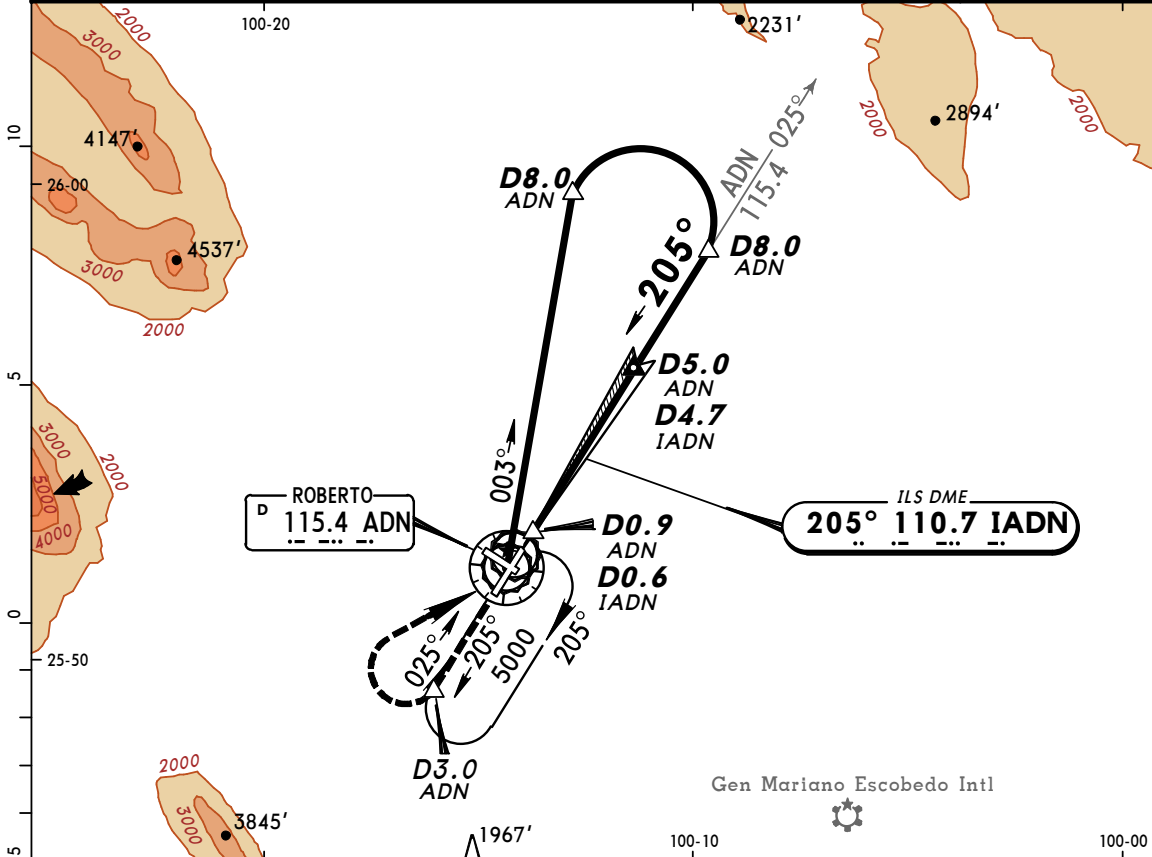 2000
100-20
2231'
3000
10
4147'
2894'
2000
2000
ADN 025°
115.4
D8.0
ADN
26-00
4537'
3000
2000
205°
D8.0
ADN
5
D5.0
ADN
D4.7
IADN
3000
2000
5000
4000
003°
ROBERTO
D 115.4 ADN
ILS DME
205° 110.7 IADN
D0.9
ADN
D0.6
IADN
0
025°
205°
5000
205°
25-50
D3.0
ADN
2000
3000
3845'
Gen Mariano Escobedo Intl
1967'
5
100-10
100-00